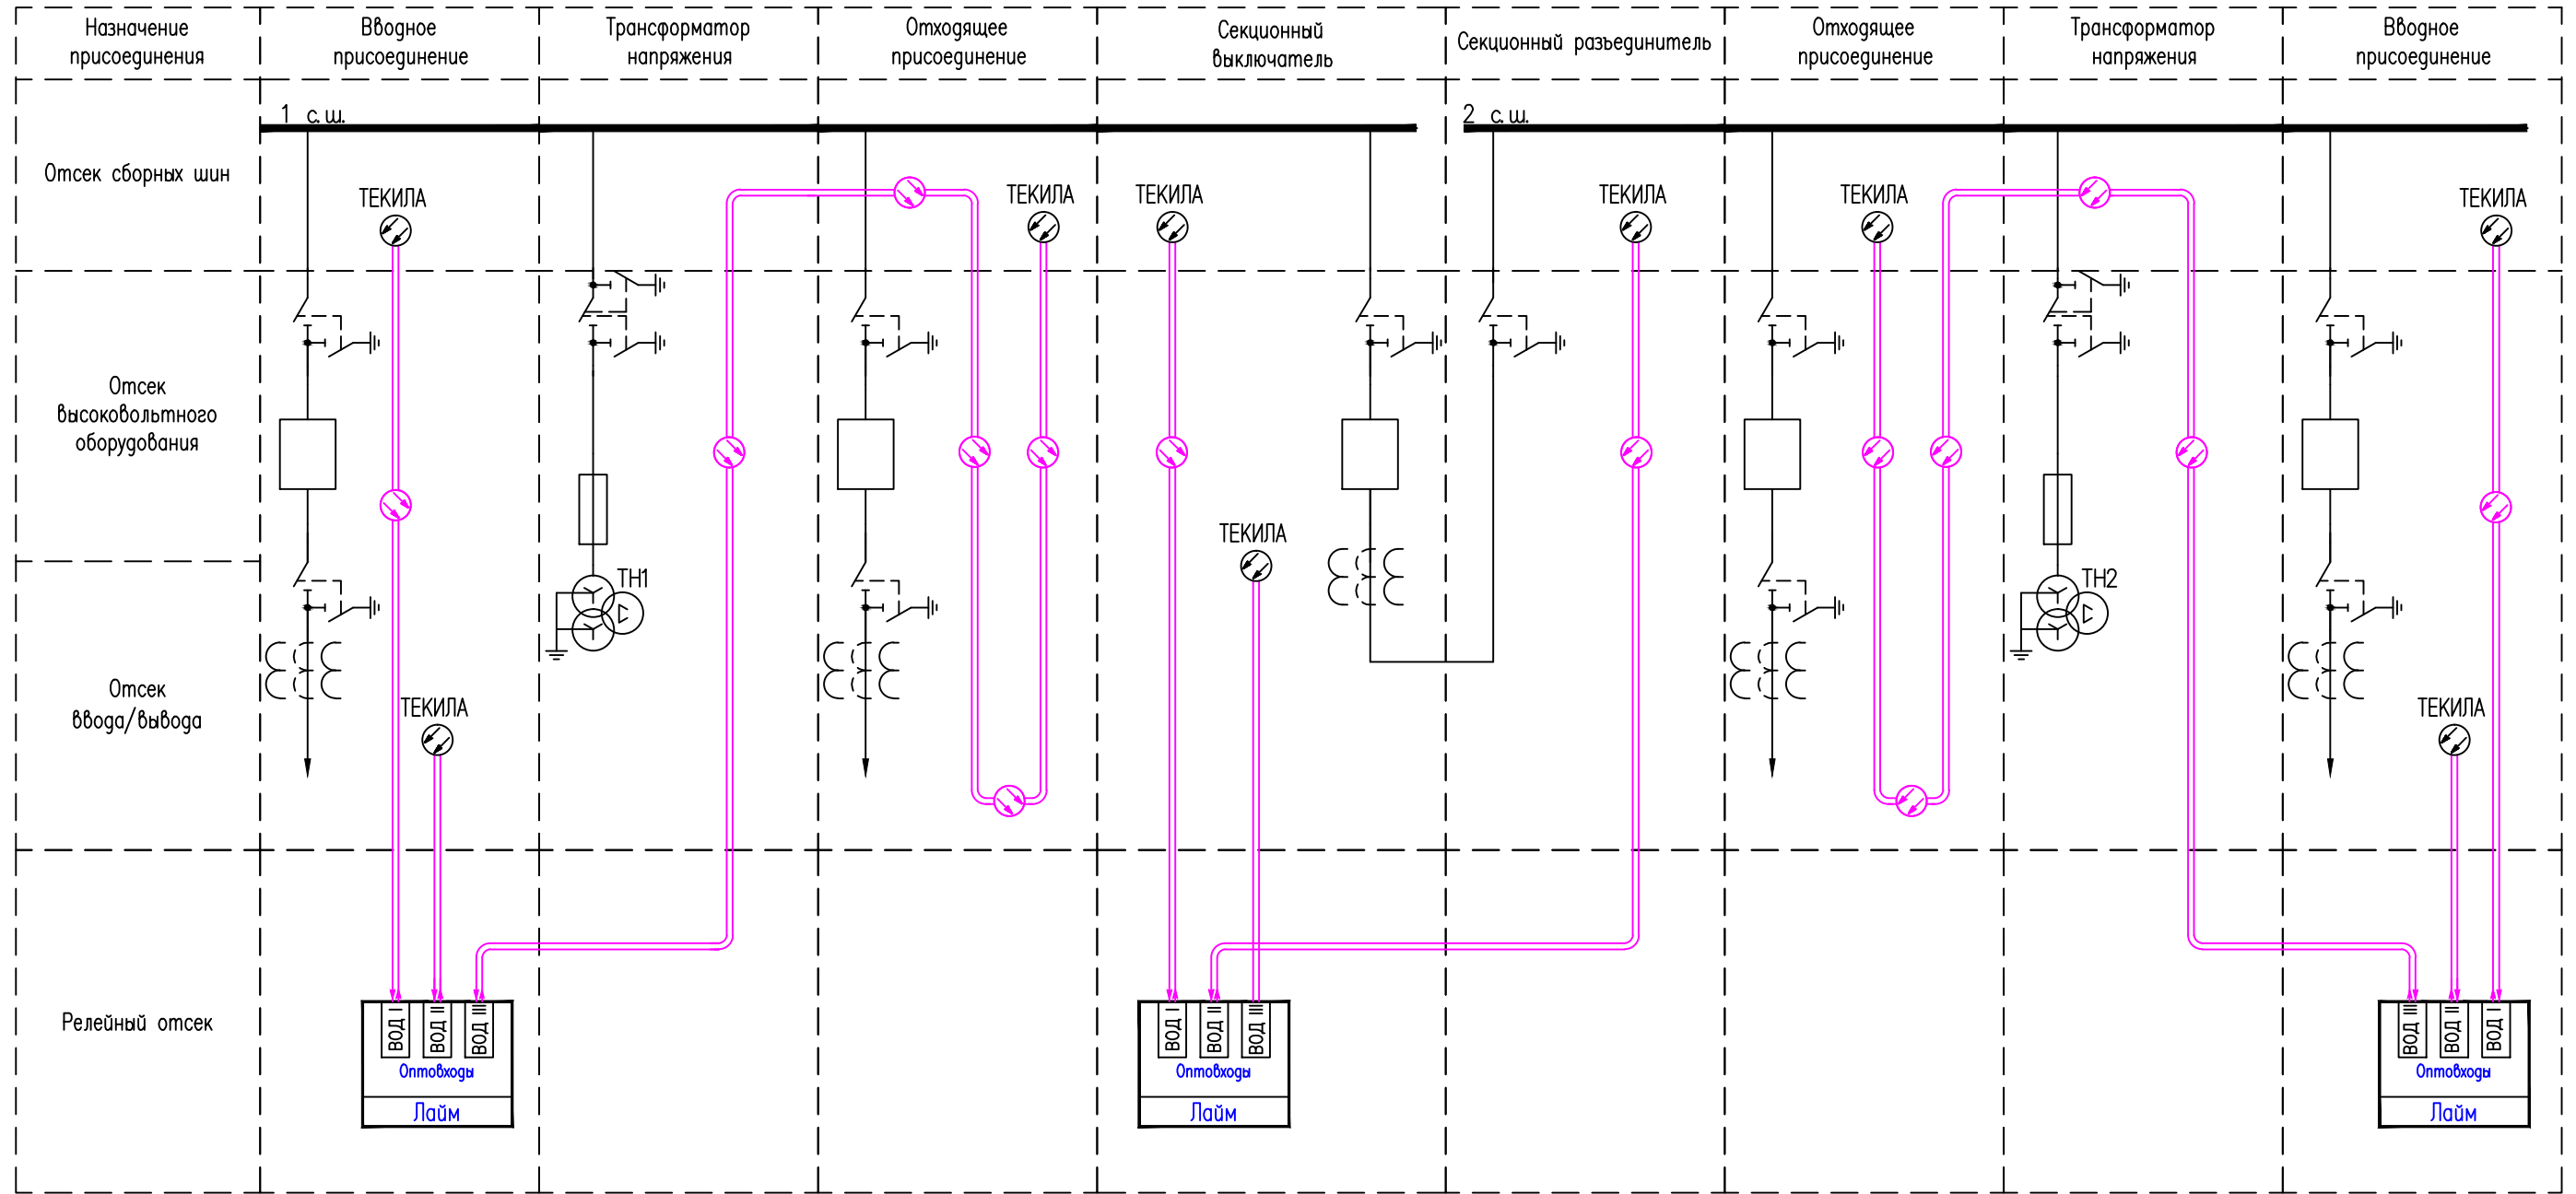 Назначение
присоединения
Вводное
присоединение
Трансформатор
напряжения
Отходящее
присоединение
Секционный
выключатель
Секционный разъединитель
Отходящее
присоединение
Трансформатор
напряжения
Вводное
присоединение
1 с.ш.
2 с.ш.
Отсек сборных шин
ТЕКИЛА
ТЕКИЛА
ТЕКИЛА
ТЕКИЛА
ТЕКИЛА
ТЕКИЛА
Отсек
высоковольтного
оборудования
ТЕКИЛА
ТН1
ТН2
Отсек
ввода/вывода
ТЕКИЛА
ТЕКИЛА
Релейный отсек
ВОД I
ВОД II
ВОД III
Оптовходы
Лайм
ВОД I
ВОД II
ВОД III
Оптовходы
Лайм
ВОД III
ВОД II
ВОД I
Оптовходы
Лайм